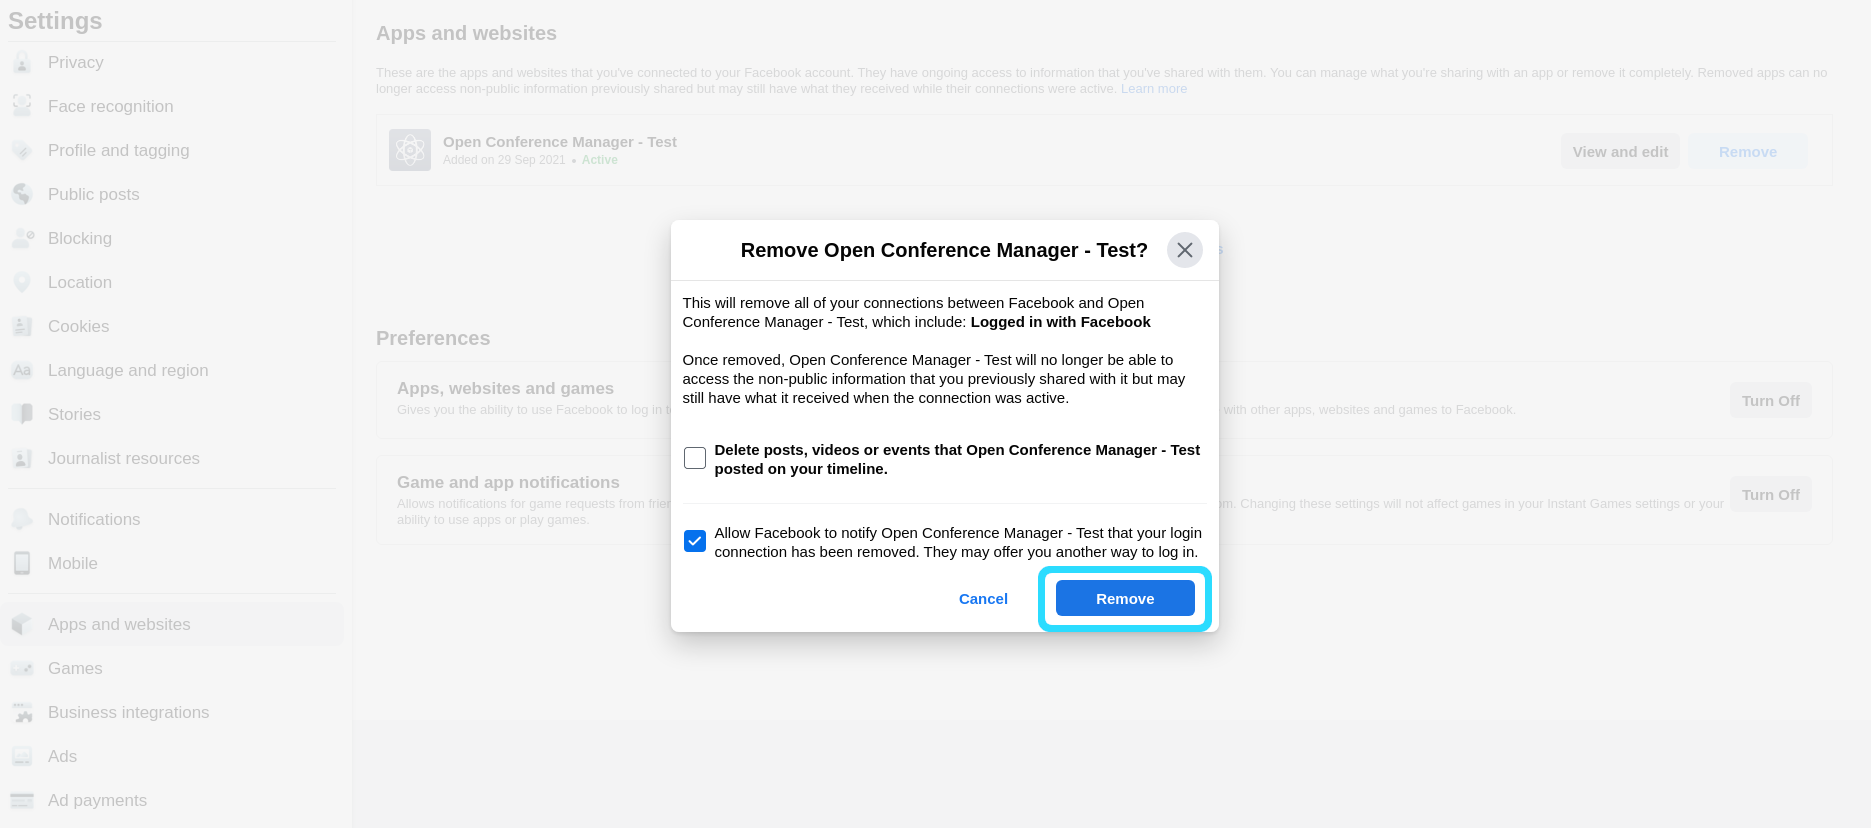 Settings
Privacy
Face recognition
Profile and tagging
Public posts
Blocking
Location
Cookies
Language and region
Stories
Journalist resources
Notifications
Mobile
Apps and websites
Games
Business integrations
Ads
Ad payments
Apps and websites
These are the apps and websites that you've connected to your Facebook account. They have ongoing access to information that you've shared with them. You can manage what you're sharing with an app or remove it completely. Removed apps can no
longer access non-public information previously shared but may still have what they received while their connections were active. Learn more
Open Conference Manager - Test
Added on 29 Sep 2021 • Active
View and edit
Remove
Preferences
Apps, websites and games
Gives you the ability to use Facebook to log in
with other apps, websites and games to Facebook.
Turn Off
Game and app notifications
Allows notifications for game requests from
Changing these settings will not affect games in your Instant Games settings or your
ability to use apps or play games.
Turn Off
Remove Open Conference Manager - Test?
This will remove all of your connections between Facebook and Open
Conference Manager - Test, which include: Logged in with Facebook
Once removed, Open Conference Manager - Test will no longer be able to
access the non-public information that you previously shared with it but may
still have what it received when the connection was active.
Delete posts, videos or events that Open Conference Manager - Test
posted on your timeline.
Allow Facebook to notify Open Conference Manager - Test that your login
connection has been removed. They may offer you another way to log in.
Cancel
Remove